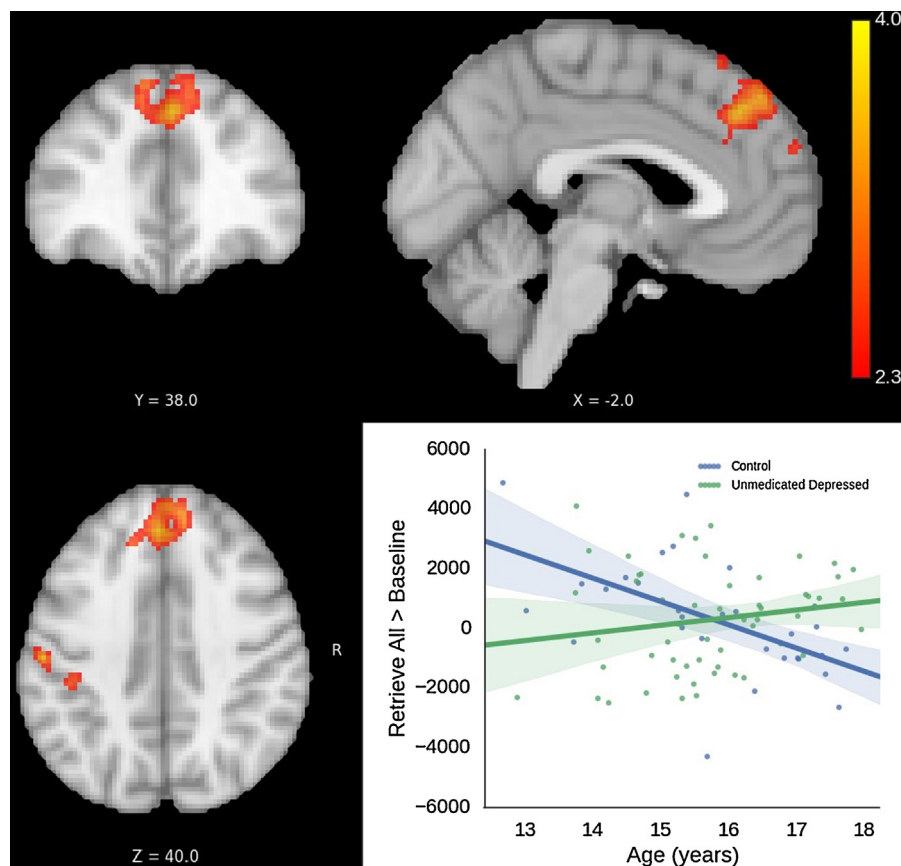 4.0
2.3
Y = 38.0
X = -2.0
R
Z = 40.0
6000
4000
2000
0
−2000
−4000
−6000
Retrieve All > Baseline
Control
Unmedicated Depressed
13 14 15 16 17 18
Age (years)